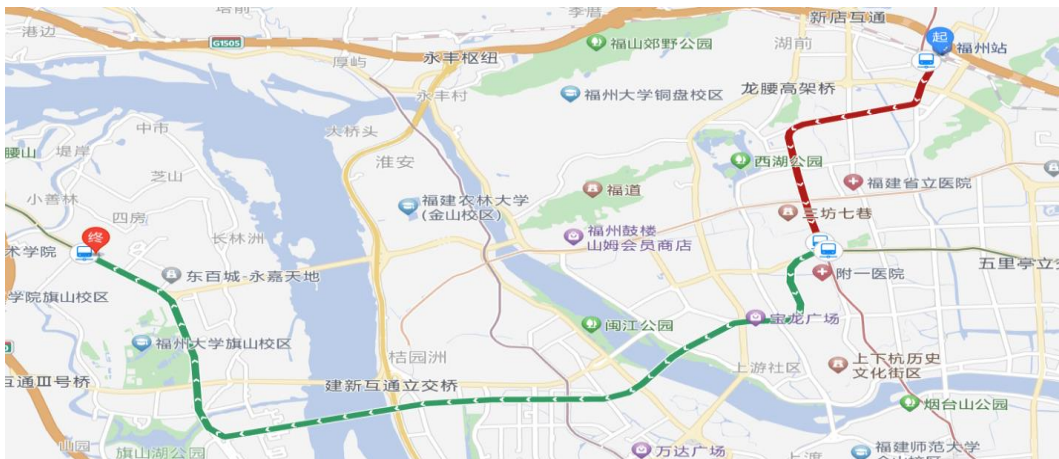 港边
塔前
李厝
新店互通
G1505
福山郊野公园
湖前
起
福州站
厚屿
永丰枢纽
永丰村
福州大学铜盘校区
龙腰高架桥
中市
大桥头
腰山
堤岸
淮安
西湖公园
芝山
福道
福建省立医院
小善林
福建农林大学
(金山校区)
四房
三坊七巷
终
长林洲
福州鼓楼
山姆会员商店
术学院
东百城-永嘉天地
附一医院
五里亭立交
学院旗山校区
闽江公园
宝龙广场
福州大学旗山校区
桔园洲
上游社区
上下杭历史
文化街区
互通Ⅲ号桥
建新互通立交桥
烟台山公园
旗山湖公园
万达广场
上渡
福建师范大学